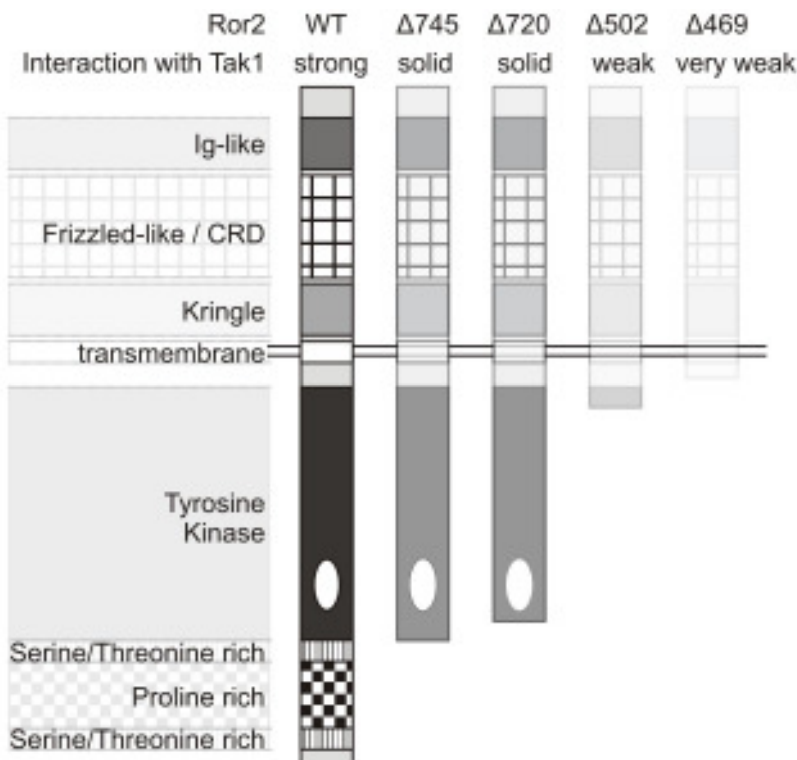 Ror2 WT Δ745 Δ720 Δ502 Δ469
Interaction with Tak1 strong solid solid weak very weak
Ig-like
Frizzled-like / CRD
Kringle
transmembrane
Tyrosine
Kinase
Serine/Threonine rich
Proline rich
Serine/Threonine rich